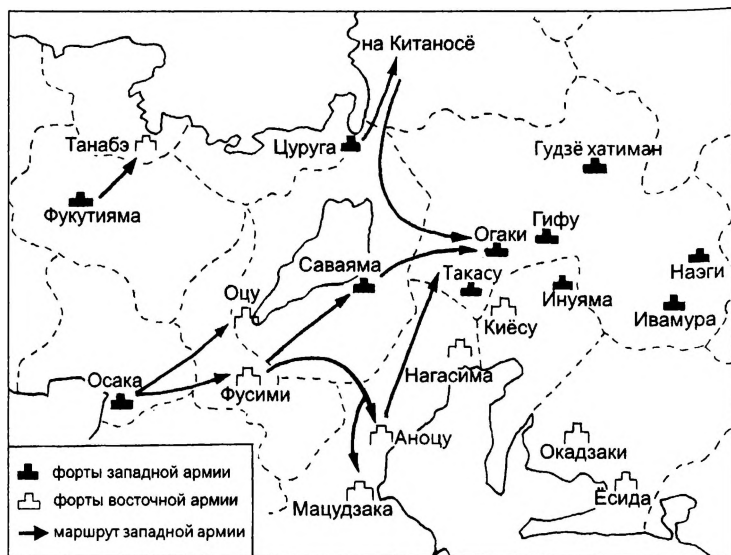 на Китаносё
Танабэ
Цуруга
Гудзё хатиман
Фукутияма
Огаки
Гифу
Саваяма
Такасу
Наэги
Оцу
Инуяма
Киёсу
Ивамура
Осака
Фусими
Нагасима
Аноцу
Окадзаки
Мацудзака
Ёсида
форты западной армии
форты восточной армии
маршрут западной армии